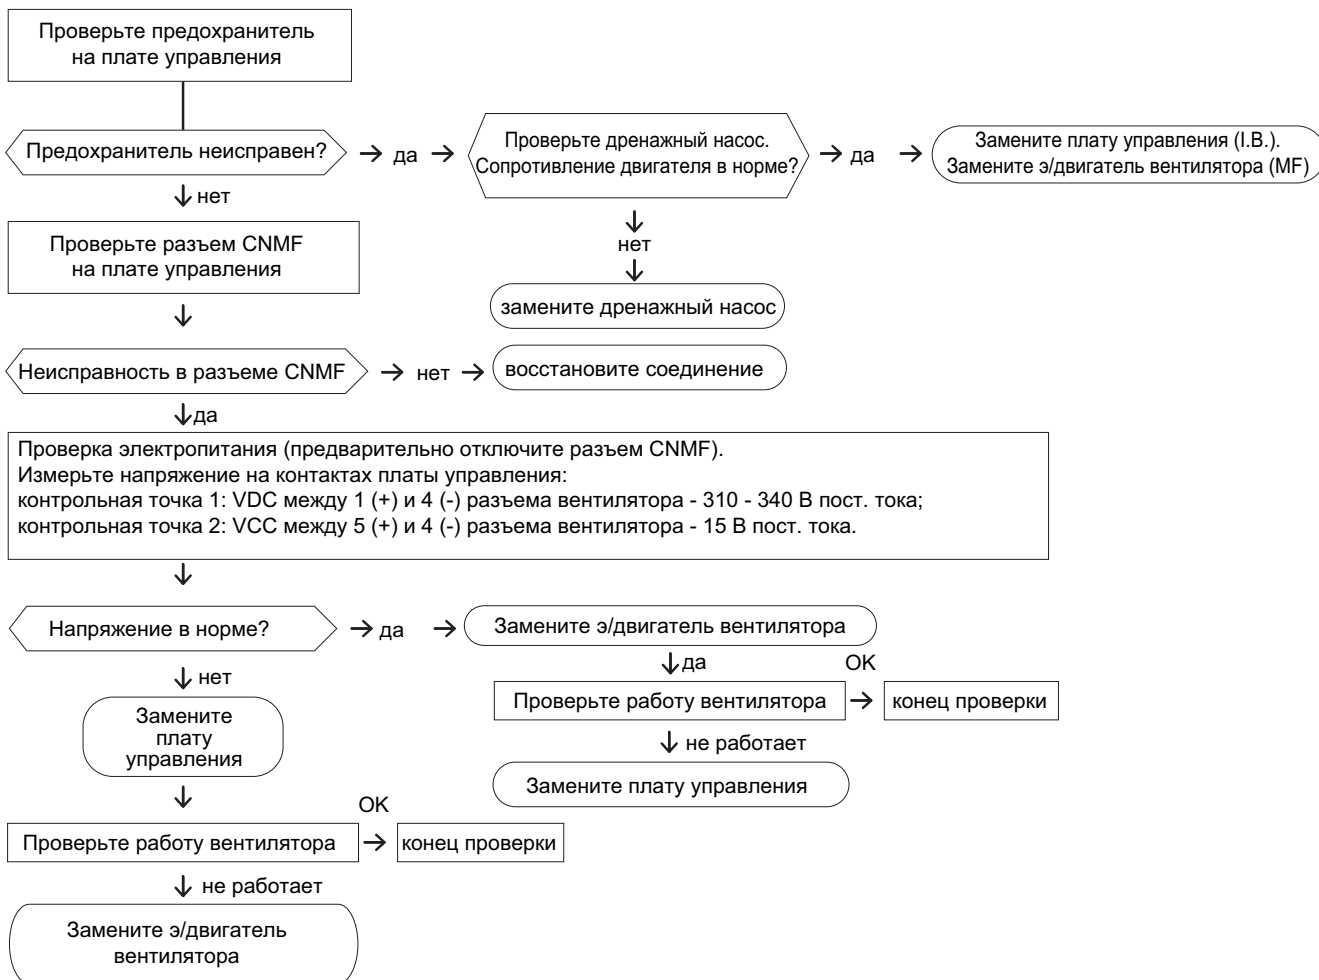 Проверьте предохранитель
на плате управления
Предохранитель неисправен?
да
Проверьте дренажный насос.
Сопротивление двигателя в норме?
да
Замените плату управления (I.B.).
Замените э/двигатель вентилятора (MF)
нет
нет
Проверьте разъем CNMF
на плате управления
замените дренажный насос
Неисправность в разъеме CNMF
нет
восстановите соединение
да
Проверка электропитания (предварительно отключите разъем CNMF).
Измерьте напряжение на контактах платы управления:
контрольная точка 1: VDC между 1 (+) и 4 (-) разъема вентилятора - 310 - 340 В пост. тока;
контрольная точка 2: VCC между 5 (+) и 4 (-) разъема вентилятора - 15 В пост. тока.
Напряжение в норме?
да
Замените э/двигатель вентилятора
да
OK
Проверьте работу вентилятора
конец проверки
не работает
Замените плату управления
нет
Замените
плату
управления
OK
Проверьте работу вентилятора
конец проверки
не работает
Замените э/двигатель
вентилятора